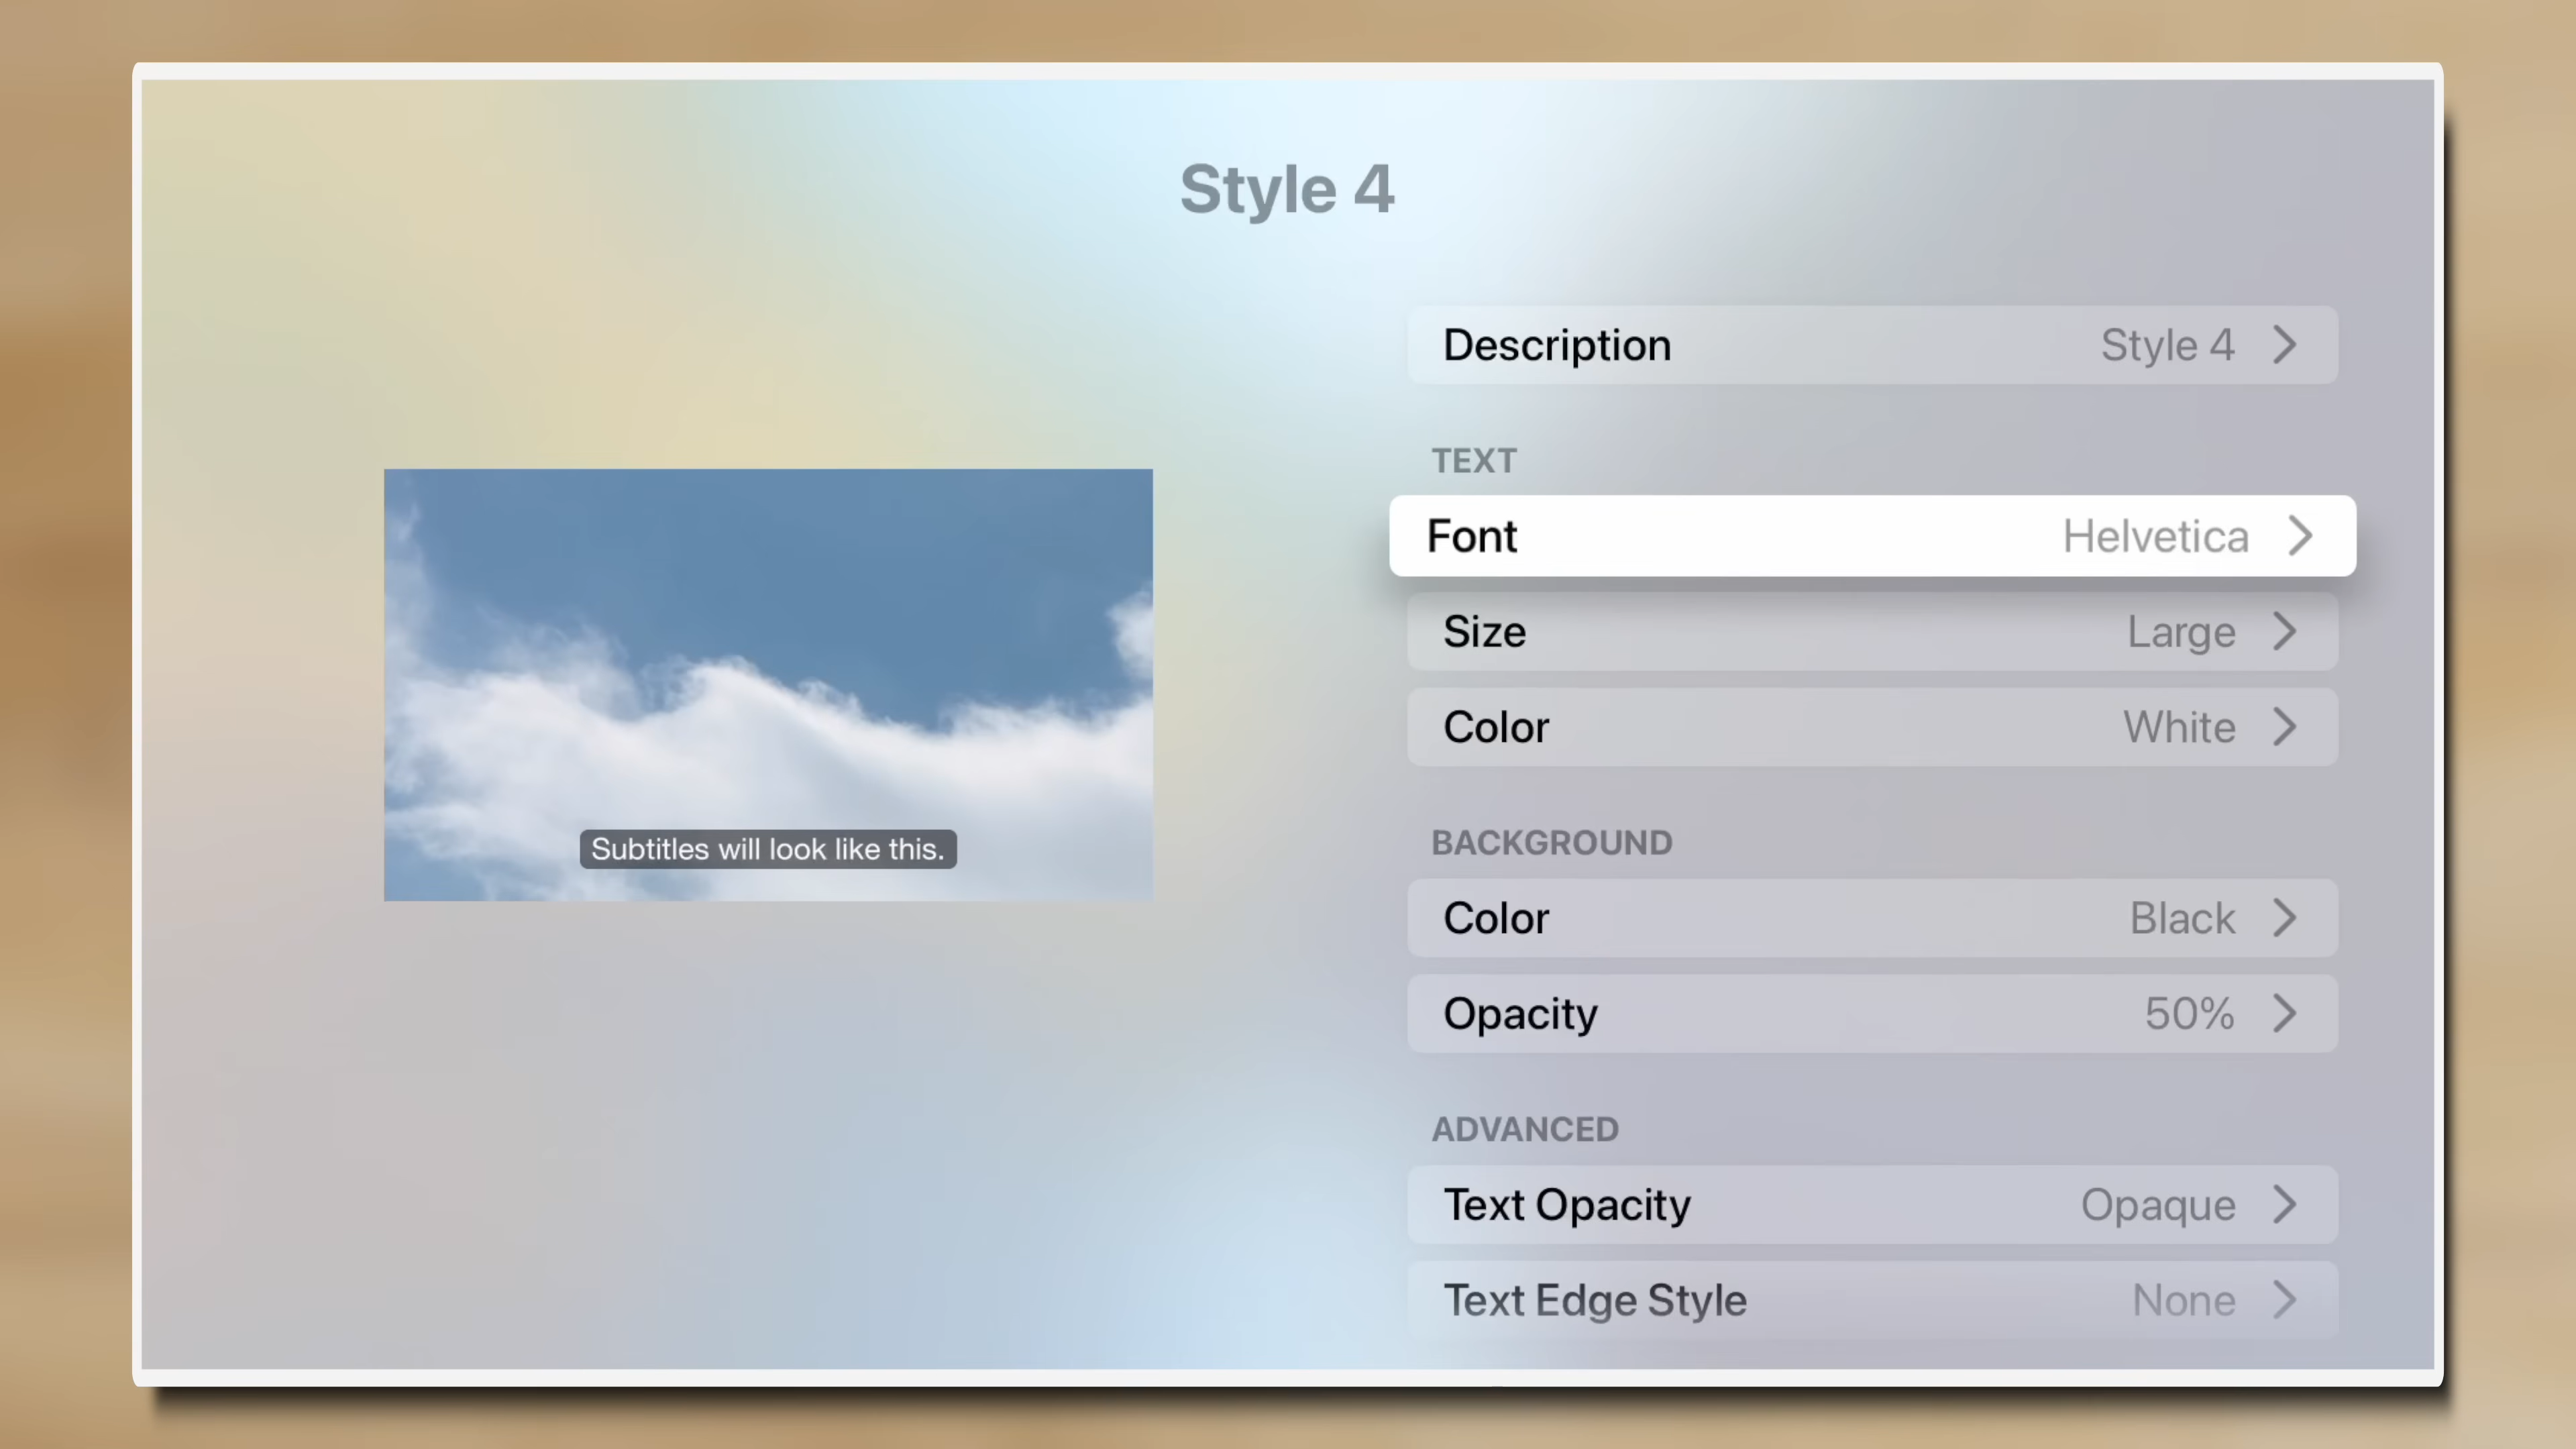 Style 4
Description Style 4
TEXT
Font Helvetica
Size Large
Color White
BACKGROUND
Color Black
Opacity 50%
ADVANCED
Text Opacity Opaque
Text Edge Style None
Subtitles will look like this.